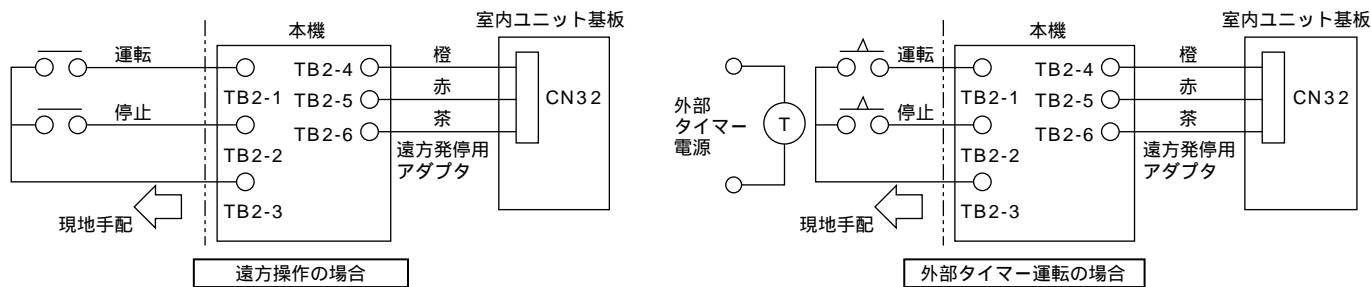 室内ユニット基板
本機
運転
TB2-4
橙
TB2-1
TB2-5
赤
CN32
停止
TB2-6
茶
TB2-2
遠方発停用
アダプタ
TB2-3
現地手配
遠方操作の場合
室内ユニット基板
本機
運転
TB2-4
橙
外部
タイマー
電源
T
TB2-1
TB2-5
赤
CN32
停止
TB2-6
茶
TB2-2
遠方発停用
アダプタ
TB2-3
現地手配
外部タイマー運転の場合